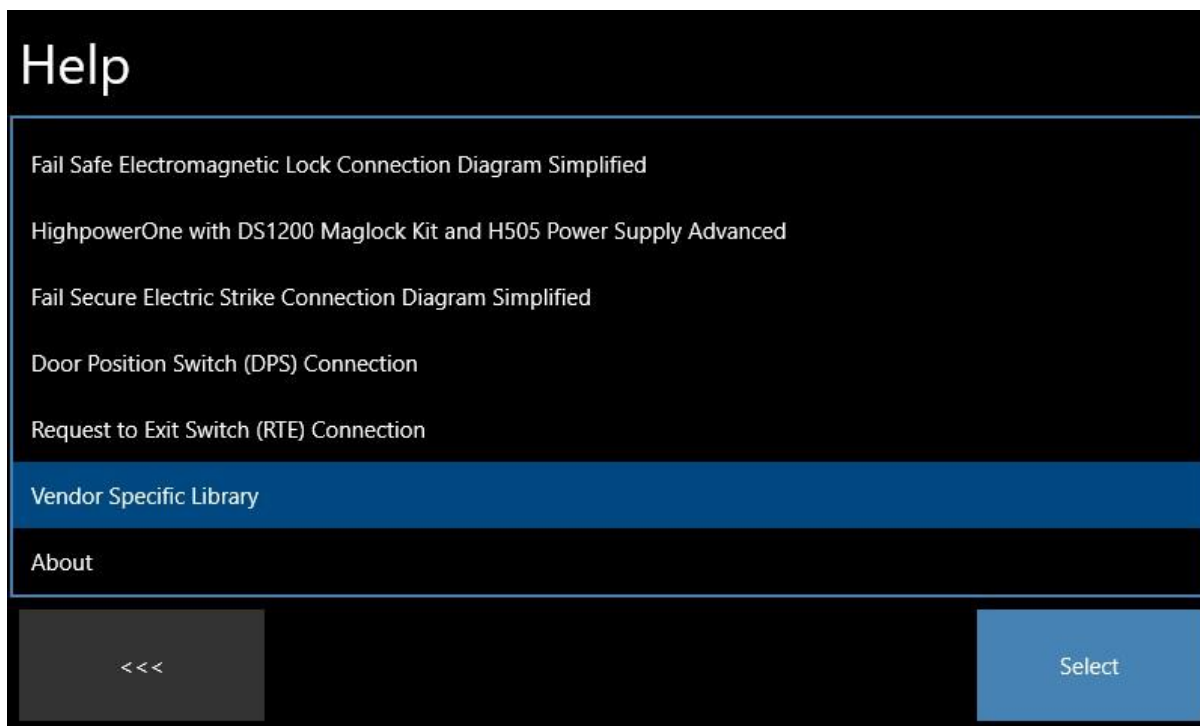 Help
Fail Safe Electromagnetic Lock Connection Diagram Simplified
HighpowerOne with DS1200 Maglock Kit and H505 Power Supply Advanced
Fail Secure Electric Strike Connection Diagram Simplified
Door Position Switch (DPS) Connection
Request to Exit Switch (RTE) Connection
Vendor Specific Library
About
<<<
Select